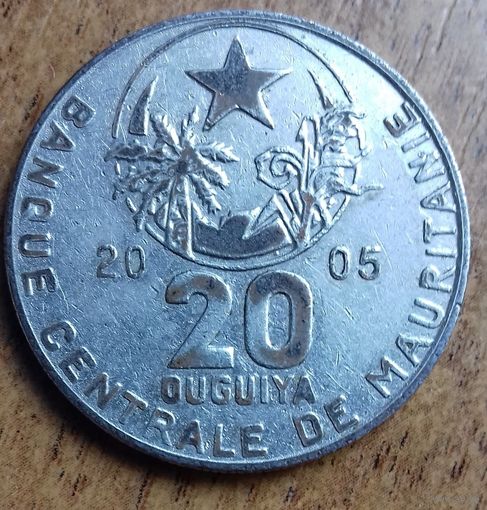 BANQUE CENTRALE DE MAURITANIE
20 05
20
OUGUIYA